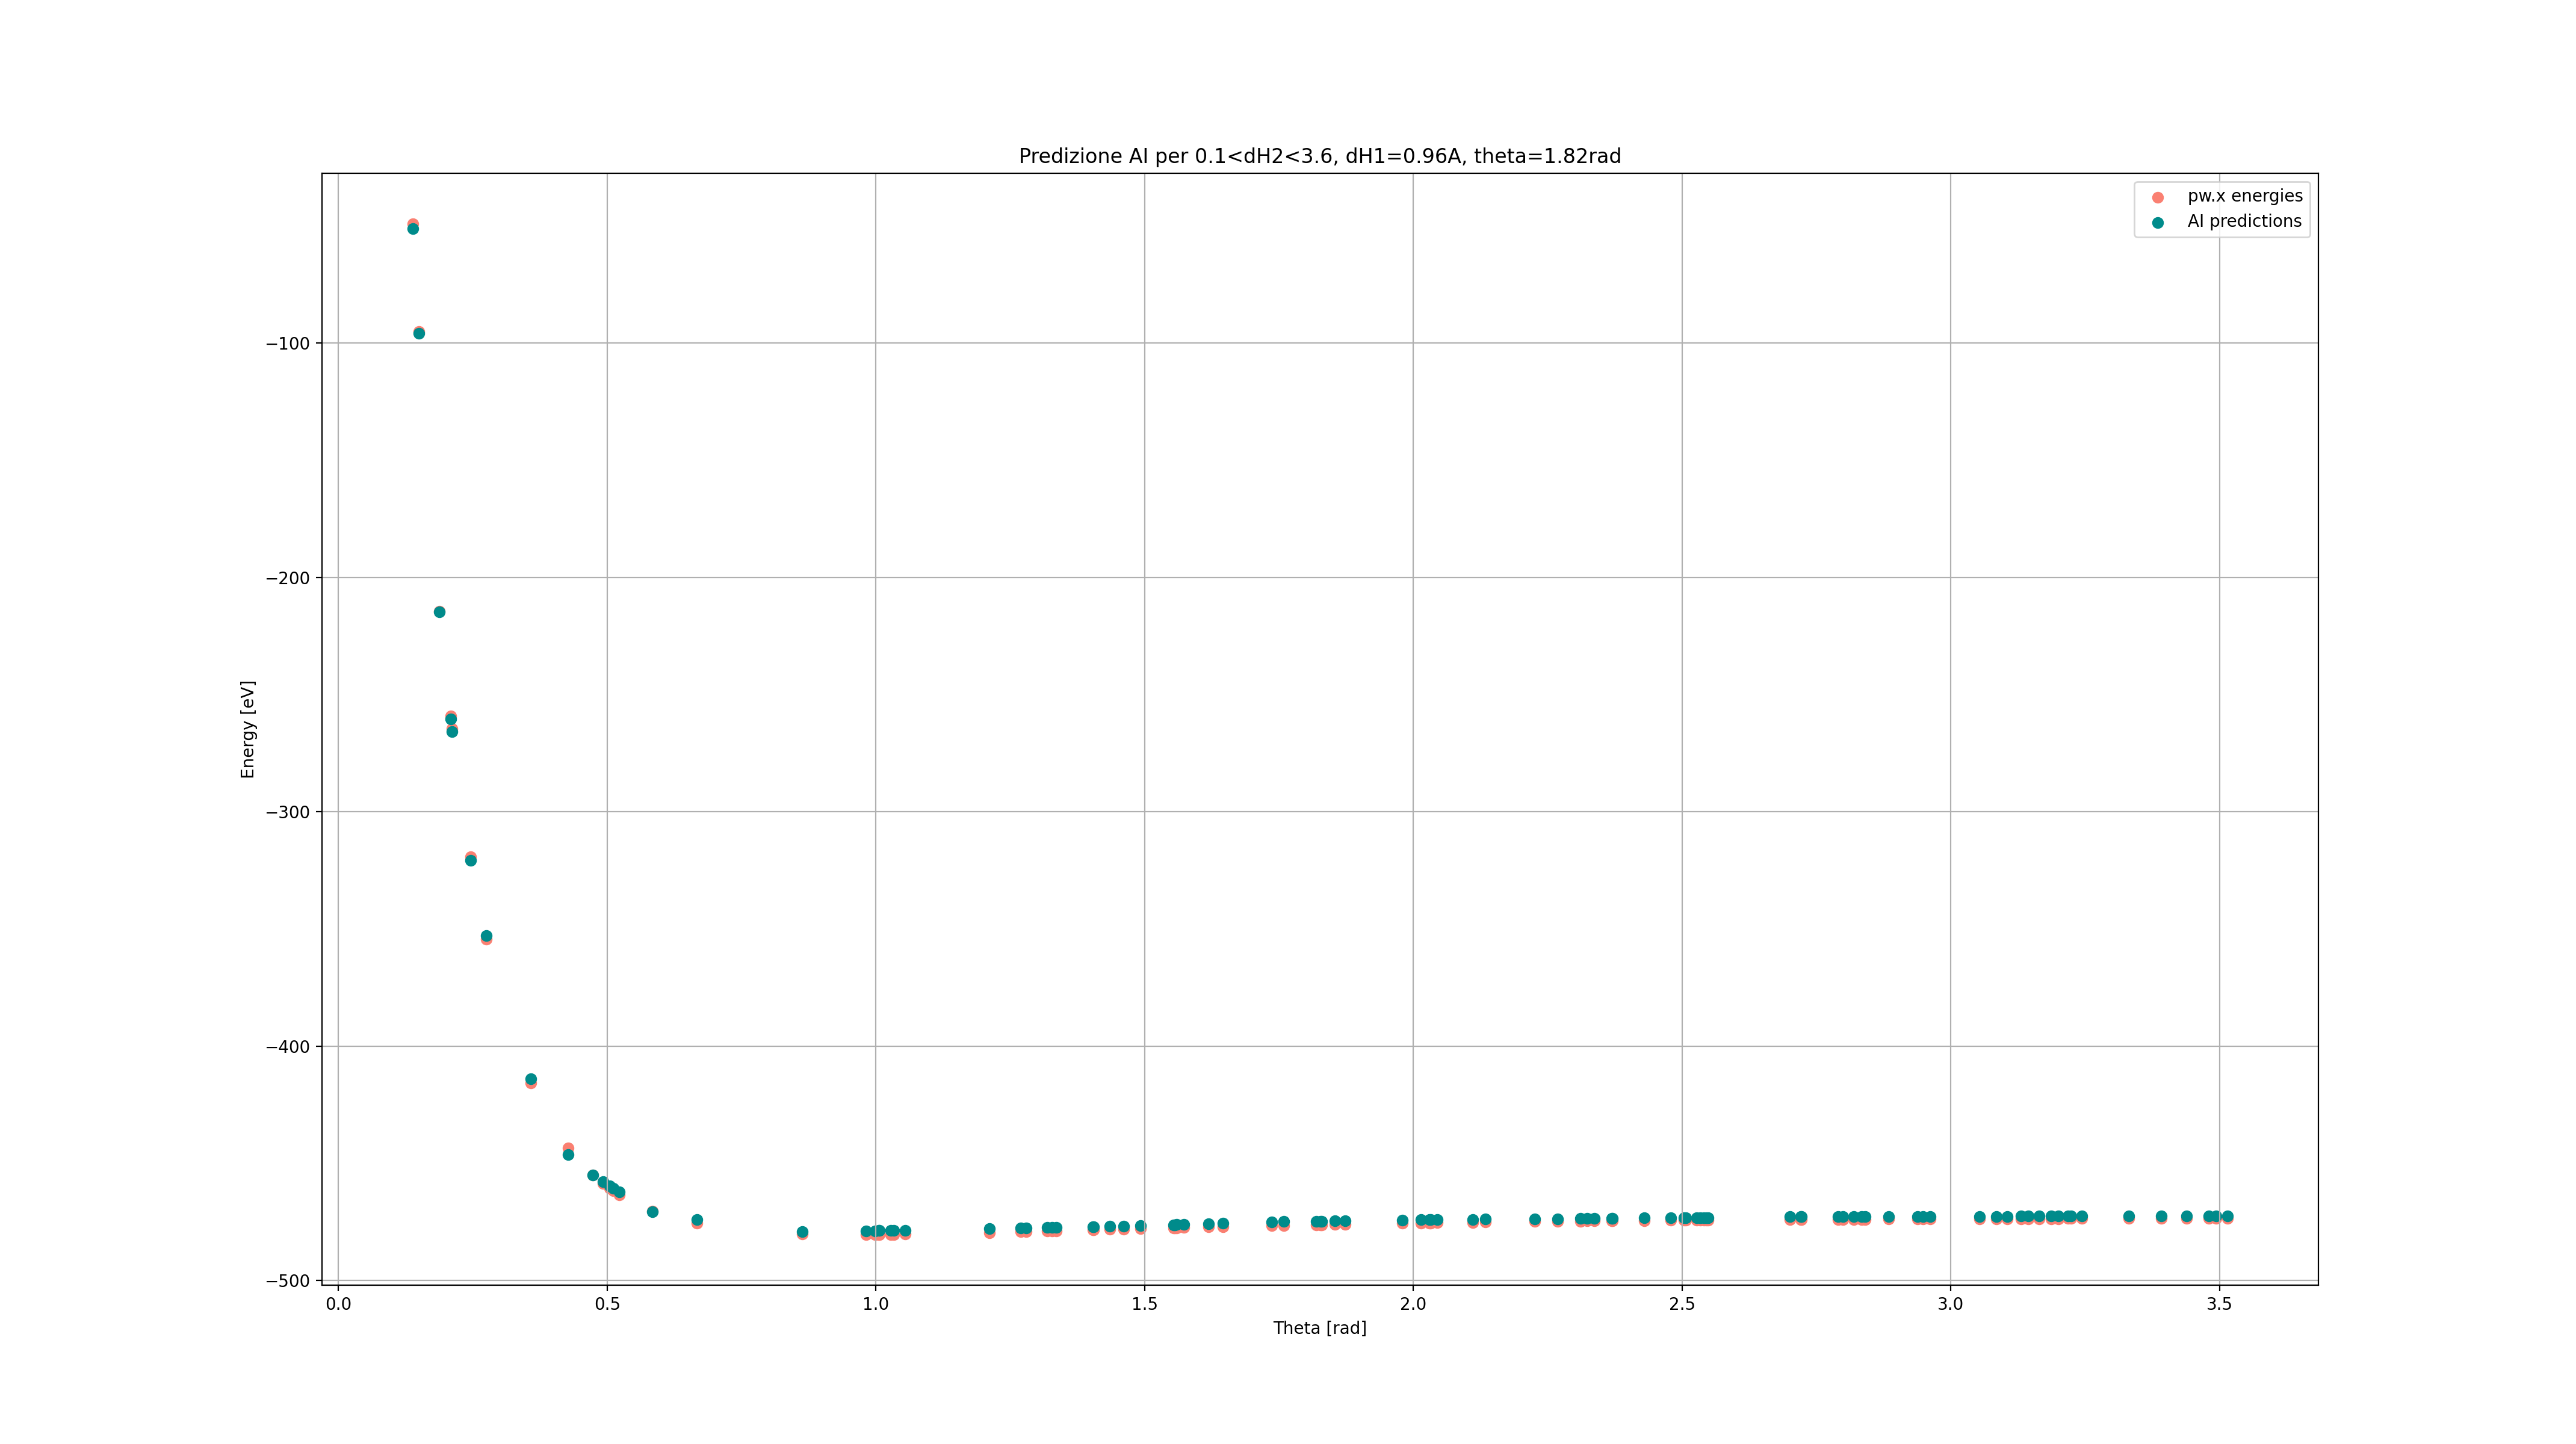 Predizione AI per 0.1<dH2<3.6, dH1=0.96A, theta=1.82rad
pw.x energies
AI predictions
−100
−200
−300
−400
−500
Energy [eV]
0.0 0.5 1.0 1.5 2.0 2.5 3.0 3.5
Theta [rad]